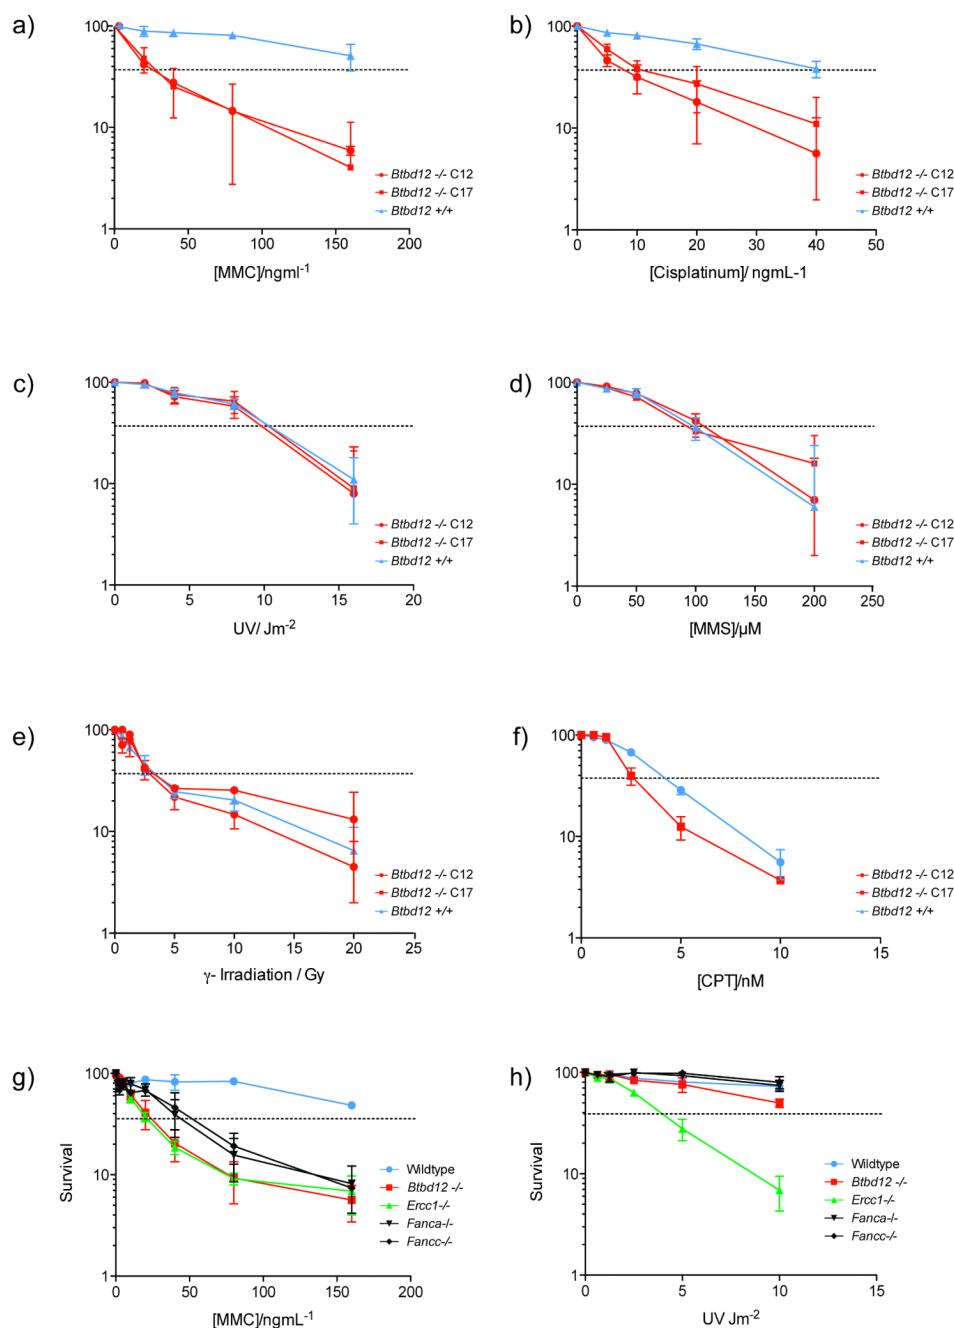 a)
100
10
1
0
50
100
150
200
[MMC]/ngml-1
Btbd12 -/- C12
Btbd12 -/- C17
Btbd12 +/+
b)
100
10
1
0
10
20
30
40
50
[Cisplatinum]/ ngmL-1
Btbd12 -/- C12
Btbd12 -/- C17
Btbd12 +/+
c)
100
10
1
0
5
10
15
20
UV/ Jm-2
Btbd12 -/- C12
Btbd12 -/- C17
Btbd12 +/+
d)
100
10
1
0
50
100
150
200
250
[MMS]/µM
Btbd12 -/- C12
Btbd12 -/- C17
Btbd12 +/+
e)
100
10
1
0
5
10
15
20
25
γ- Irradiation / Gy
Btbd12 -/- C12
Btbd12 -/- C17
Btbd12 +/+
f)
100
10
1
0
5
10
15
[CPT]/nM
Btbd12 -/- C12
Btbd12 -/- C17
Btbd12 +/+
g)
Survival
100
10
1
0
50
100
150
200
[MMC]/ngmL-1
Wildtype
Btbd12 -/-
Ercc1-/-
Fanca-/-
Fancc-/-
h)
Survival
100
10
1
0
5
10
15
UV Jm-2
Wildtype
Btbd12 -/-
Ercc1-/-
Fanca-/-
Fancc-/-